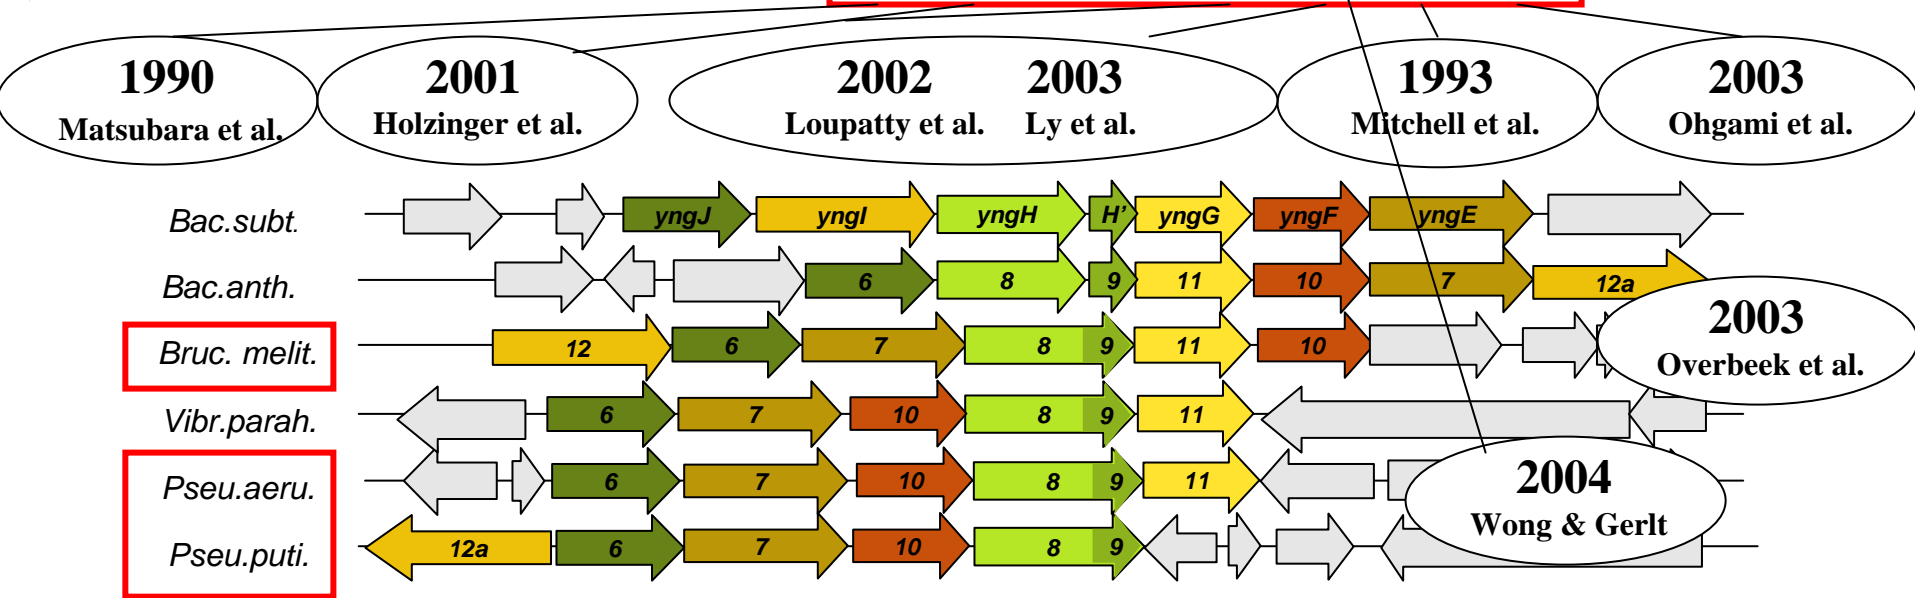 1990
Matsubara et al.
2001
Holzinger et al.
2002 2003
Loupatty et al. Ly et al.
1993
Mitchell et al.
2003
Ohgami et al.
Bac.subt. yngJ yngI yngH H' yngG yngF yngE
Bac.anth. 6 8 9 11 10 7 12a
2003
Overbeek et al.
Bruc. melit. 12 6 7 8 9 11 10
Vibr.parah. 6 7 10 8 9 11
Pseu.aeru. 6 7 10 8 9 11
2004
Wong & Gerlt
Pseu.puti. 12a 6 7 10 8 9